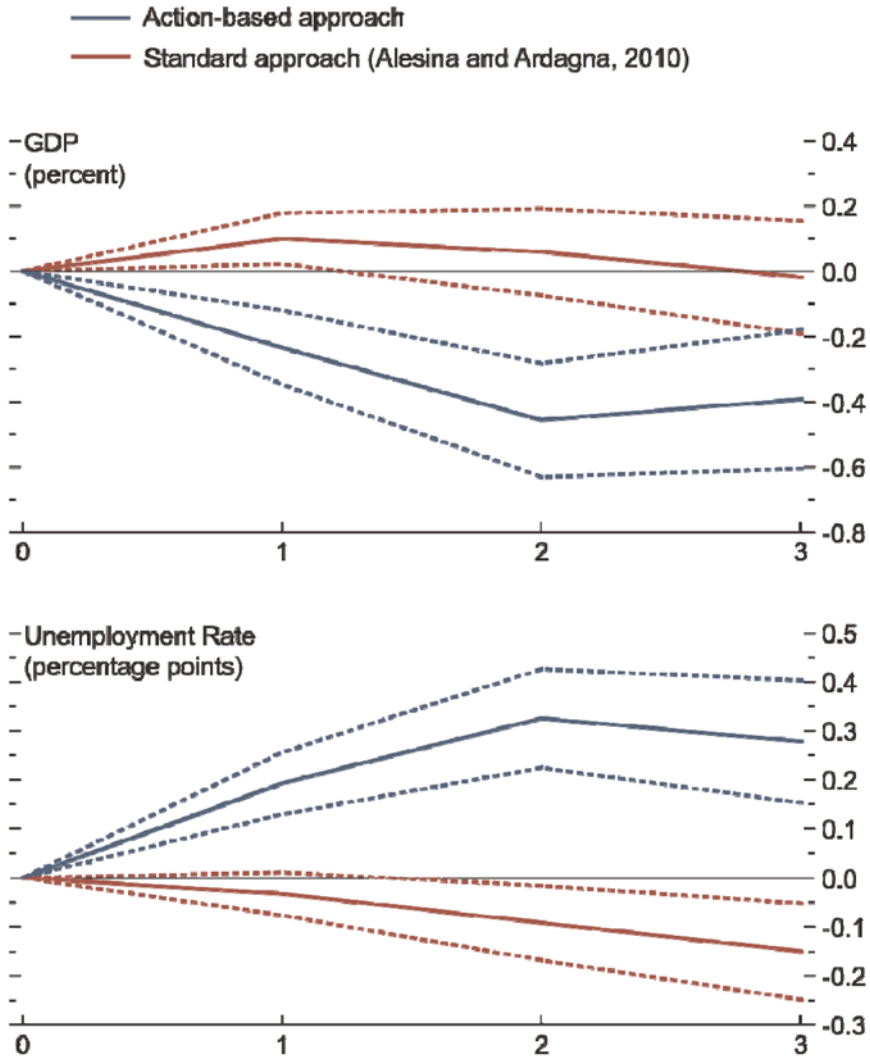 Action-based approach
Standard approach (Alesina and Ardagna, 2010)
GDP
(percent)
0.4
0.2
0.0
-0.2
-0.4
-0.6
-0.8
0 1 2 3
Unemployment Rate
(percentage points)
0.5
0.4
0.3
0.2
0.1
0.0
-0.1
-0.2
-0.3
0 1 2 3